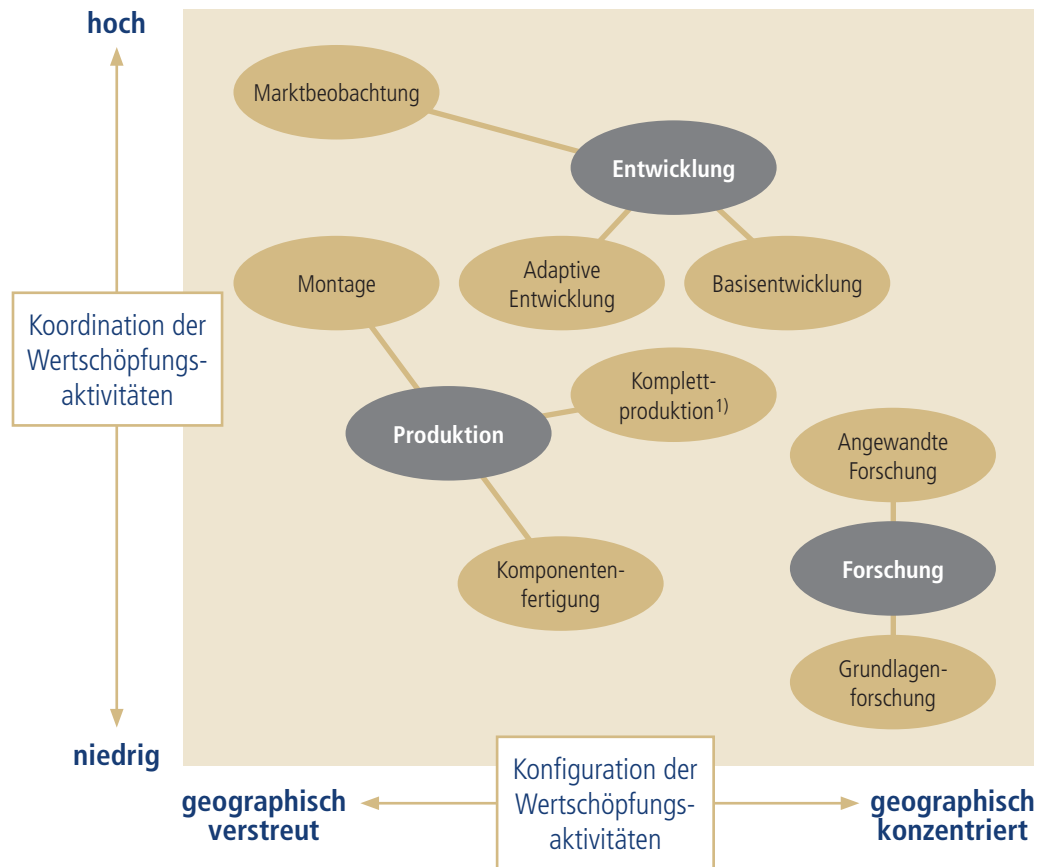 hoch
Marktbeobachtung
Entwicklung
Montage
Adaptive
Entwicklung
Basisentwicklung
Koordination der
Wertschöpfungs-
aktivitäten
Komplett-
produktion1)
Produktion
Angewandte
Forschung
Komponenten-
fertigung
Forschung
Grundlagen-
forschung
niedrig
geographisch
verstreut
Konfiguration der
Wertschöpfungs-
aktivitäten
geographisch
konzentriert